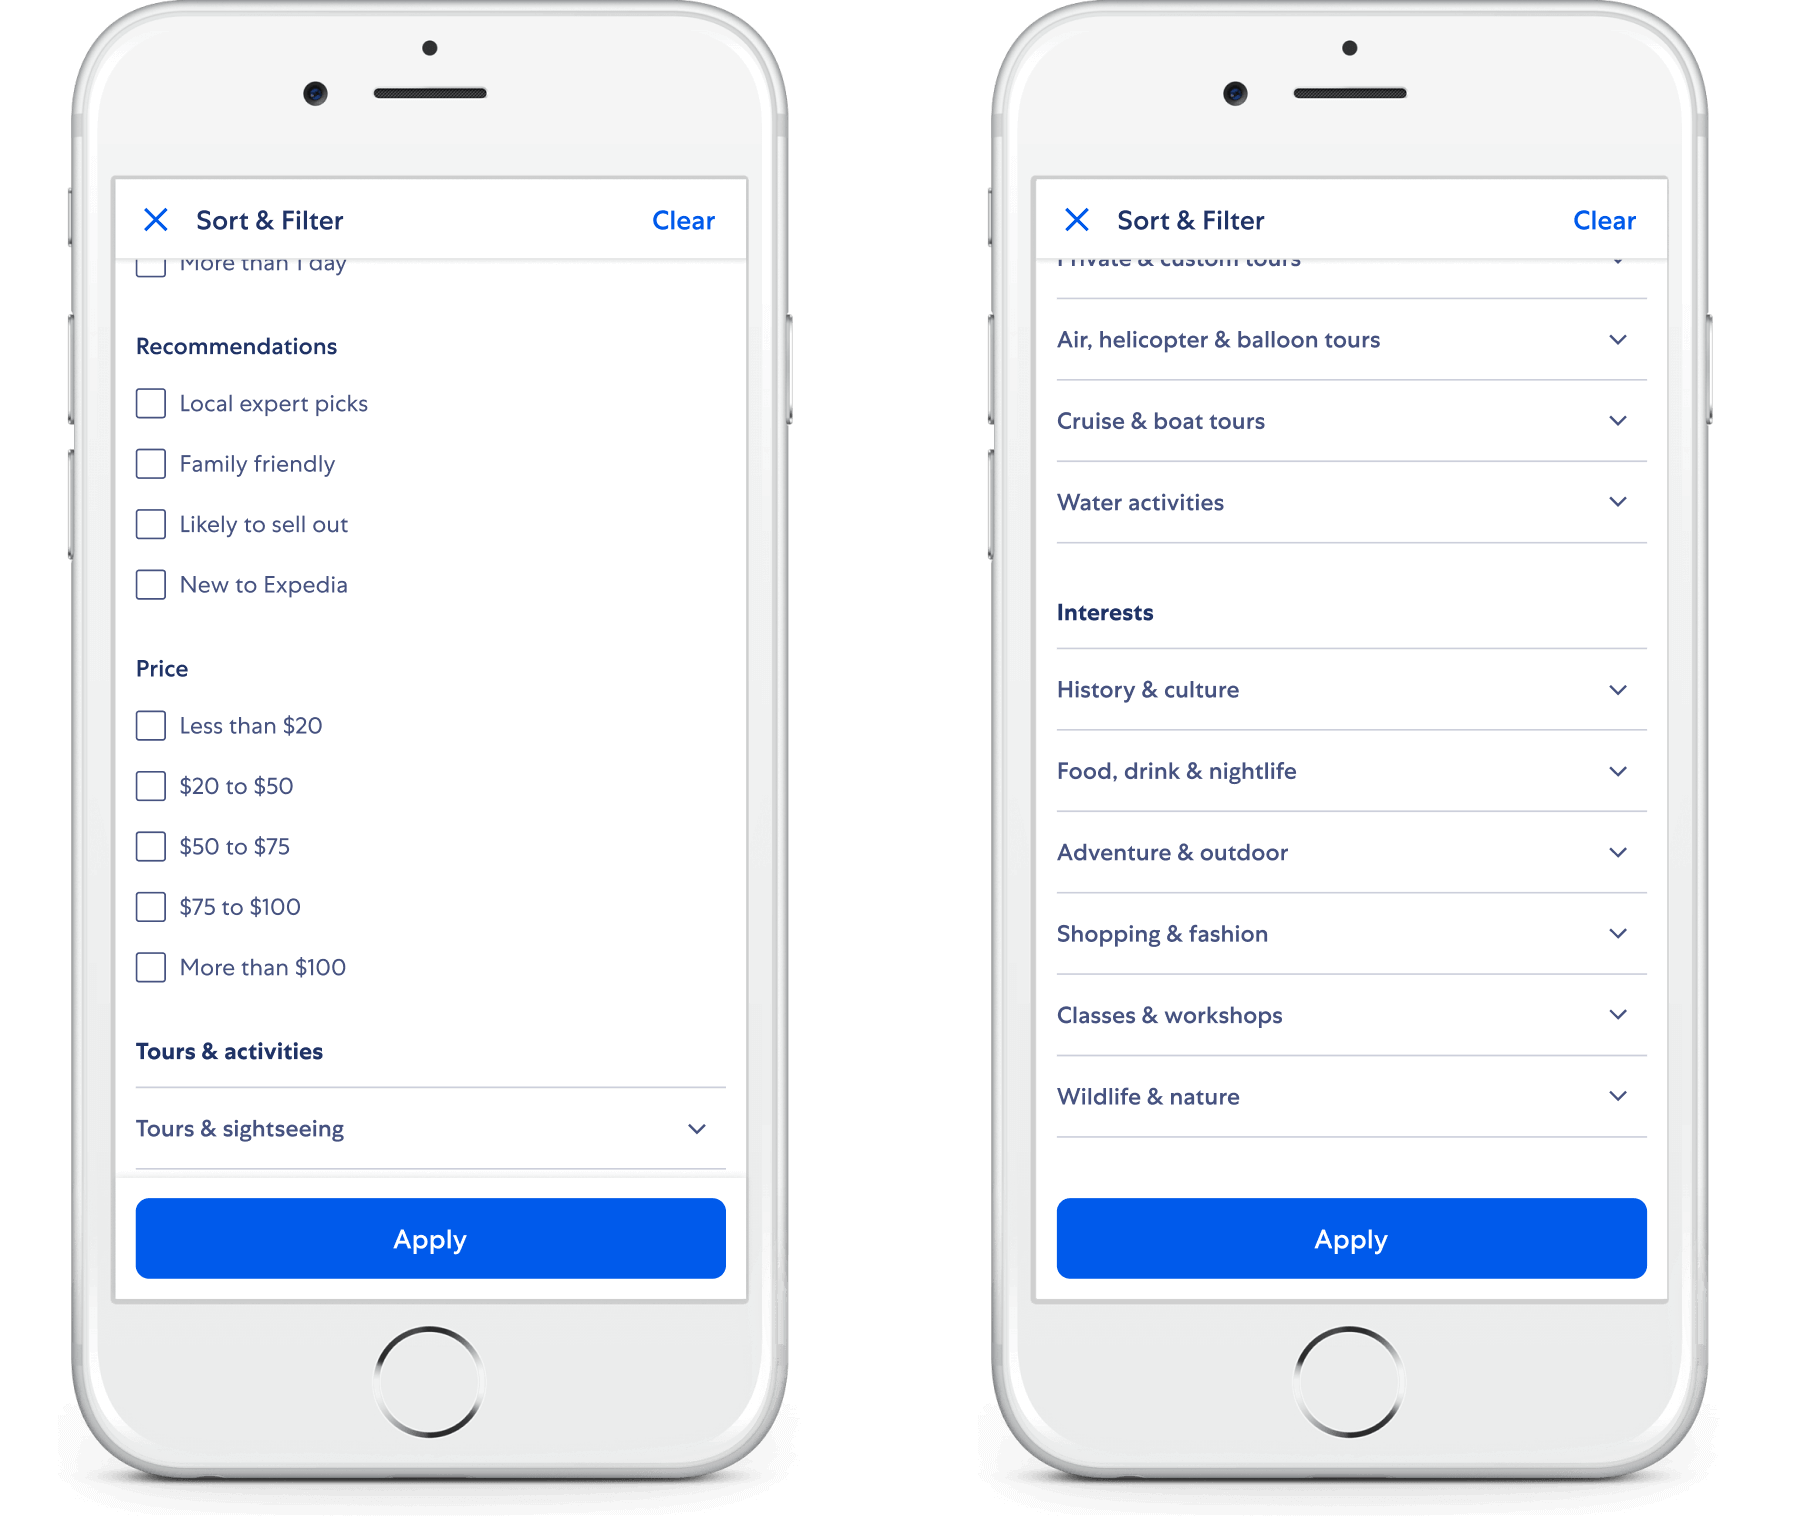 Sort & Filter
Clear
More than 1 day
Recommendations
Local expert picks
Family friendly
Likely to sell out
New to Expedia
Price
Less than $20
$20 to $50
$50 to $75
$75 to $100
More than $100
Tours & activities
Tours & sightseeing
Apply
Sort & Filter
Clear
Private & custom tours
Air, helicopter & balloon tours
Cruise & boat tours
Water activities
Interests
History & culture
Food, drink & nightlife
Adventure & outdoor
Shopping & fashion
Classes & workshops
Wildlife & nature
Apply